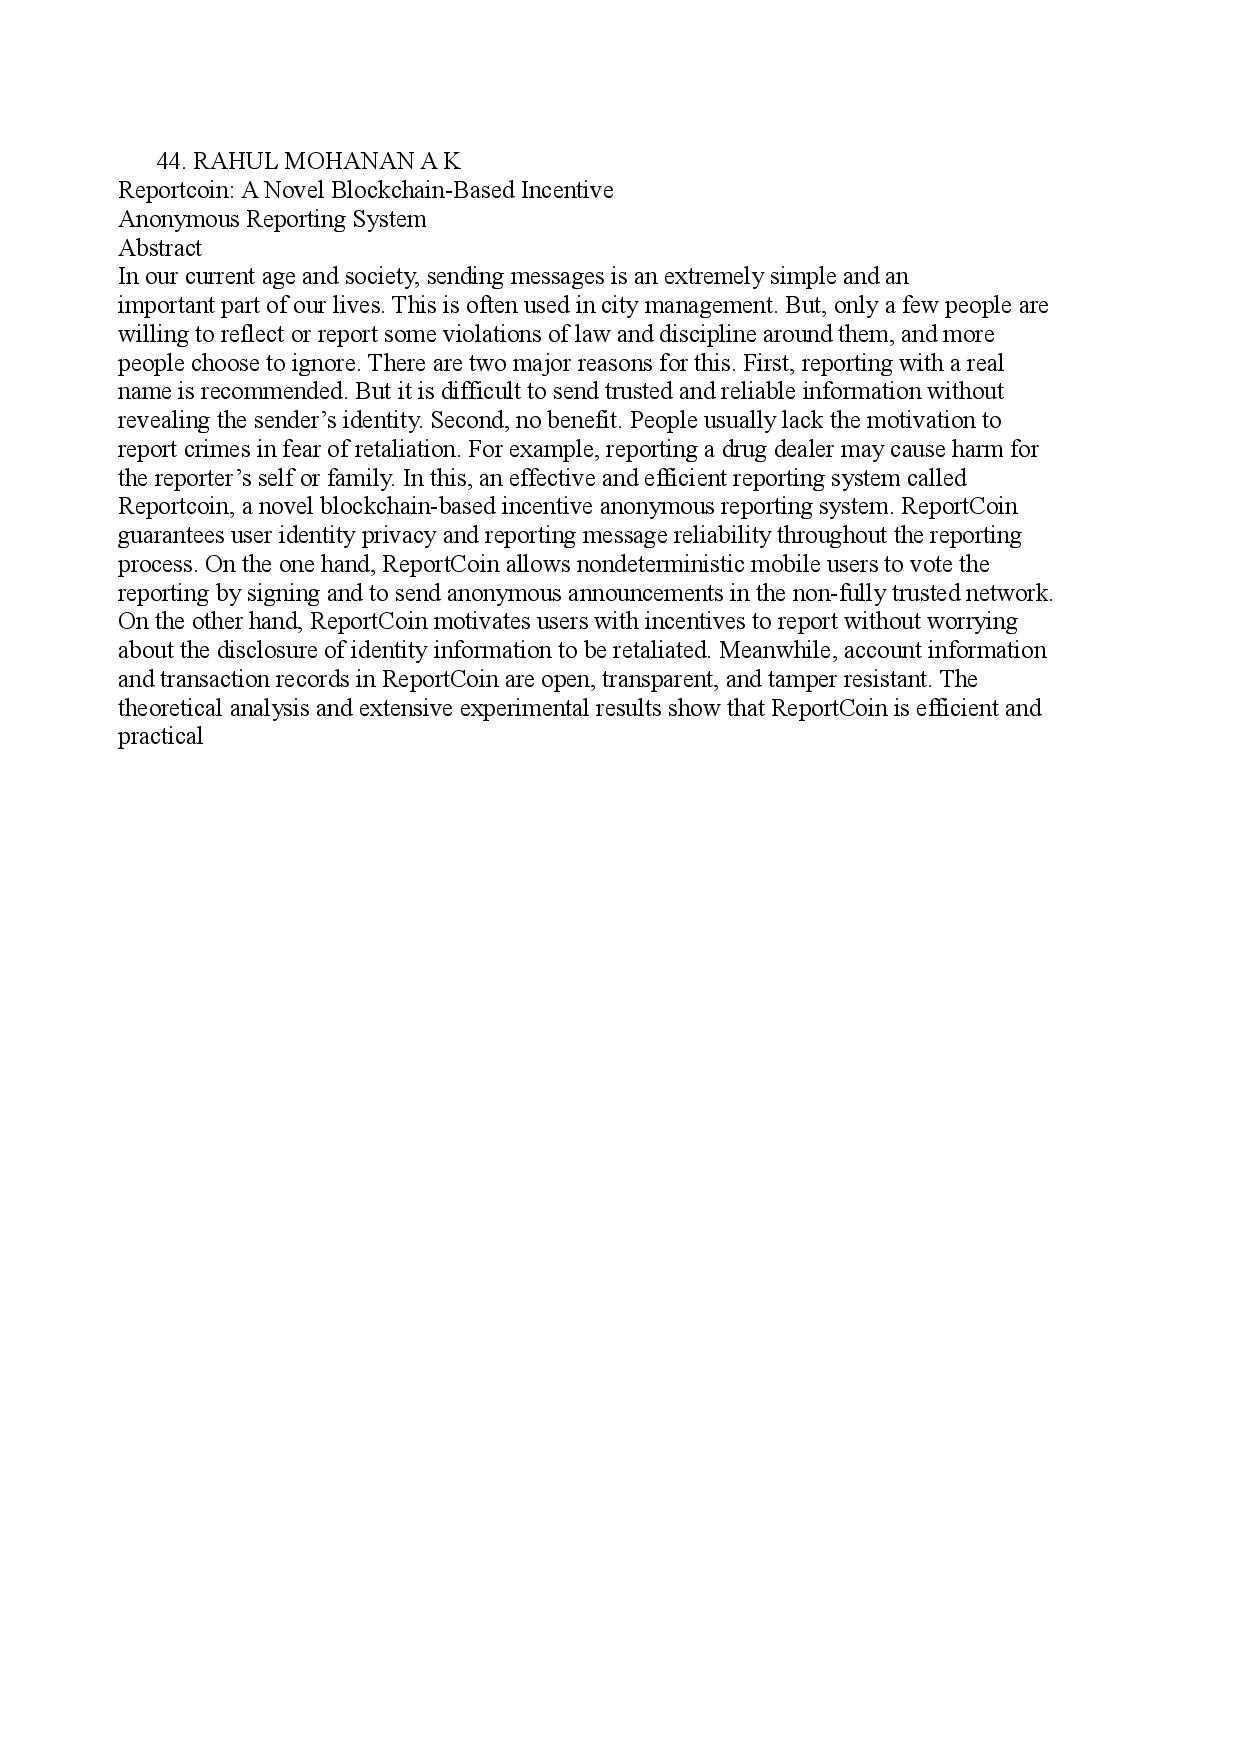 44. RAHUL MOHANAN A K
Reportcoin: A Novel Blockchain-Based Incentive
Anonymous Reporting System
Abstract
In our current age and society, sending messages is an extremely simple and an
important part of our lives. This is often used in city management. But, only a few people are
willing to reflect or report some violations of law and discipline around them, and more
people choose to ignore. There are two major reasons for this. First, reporting with a real
name is recommended. But it is difficult to send trusted and reliable information without
revealing the sender’s identity. Second, no benefit. People usually lack the motivation to
report crimes in fear of retaliation. For example, reporting a drug dealer may cause harm for
the reporter’s self or family. In this, an effective and efficient reporting system called
Reportcoin, a novel blockchain-based incentive anonymous reporting system. ReportCoin
guarantees user identity privacy and reporting message reliability throughout the reporting
process. On the one hand, ReportCoin allows nondeterministic mobile users to vote the
reporting by signing and to send anonymous announcements in the non-fully trusted network.
On the other hand, ReportCoin motivates users with incentives to report without worrying
about the disclosure of identity information to be retaliated. Meanwhile, account information
and transaction records in ReportCoin are open, transparent, and tamper resistant. The
theoretical analysis and extensive experimental results show that ReportCoin is efficient and
practical